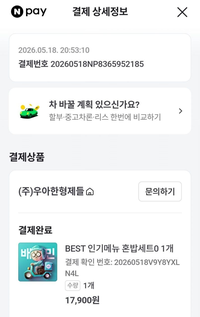 N pay
결제 상세정보
2026.05.18. 20:53:10
결제번호 20260518NP8365952185
차 바꿀 계획 있으신가요?
할부·중고차론·리스 한번에 비교하기
결제상품
(주)우아한형제들
문의하기
결제완료
BEST 인기메뉴 혼밥세트0 1개
결제 확인 번호: 20260518V9Y8YXL
N4L
수량 1개
17,900원